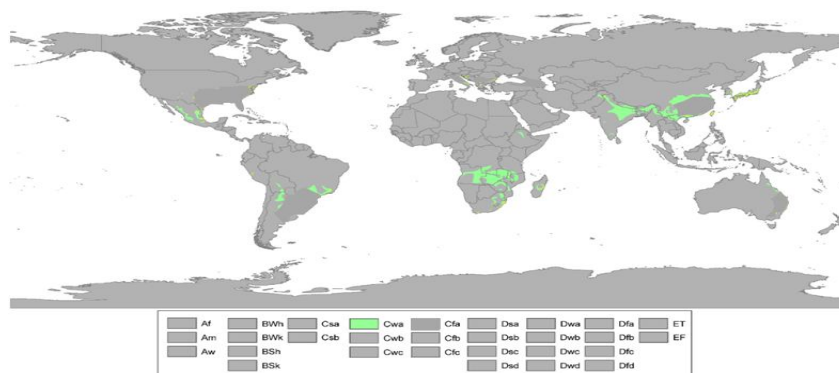 Af BWh Csa Cwa Cfa Dsa Dwa Dfa ET
Am BWk Csb Cwb Cfb Dsb Dwb Dfb EF
Aw BSh Cwc Cfc Dsc Dwc Dfc
BSk Dsd Dwd Dfd